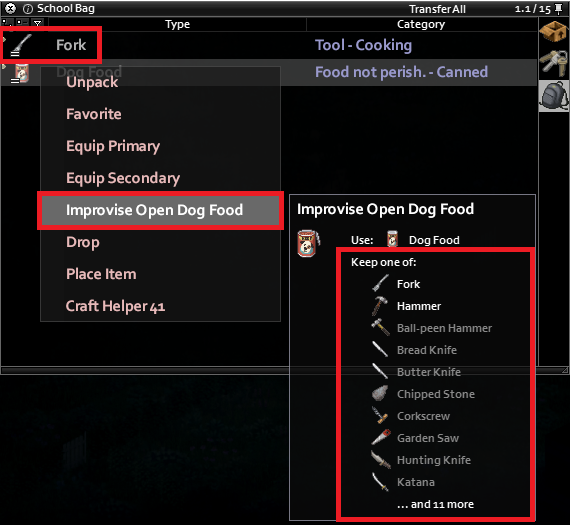 School Bag Transfer All 1.1 / 15
Type Category
Fork Tool - Cooking
Dog Food Food not perish. - Canned
Unpack
Favorite
Equip Primary
Equip Secondary
Improvise Open Dog Food
Drop
Place Item
Craft Helper 41
Improvise Open Dog Food
Use: Dog Food
Keep one of:
Fork
Hammer
Ball-peen Hammer
Bread Knife
Butter Knife
Chipped Stone
Corkscrew
Garden Saw
Hunting Knife
Katana
... and 11 more